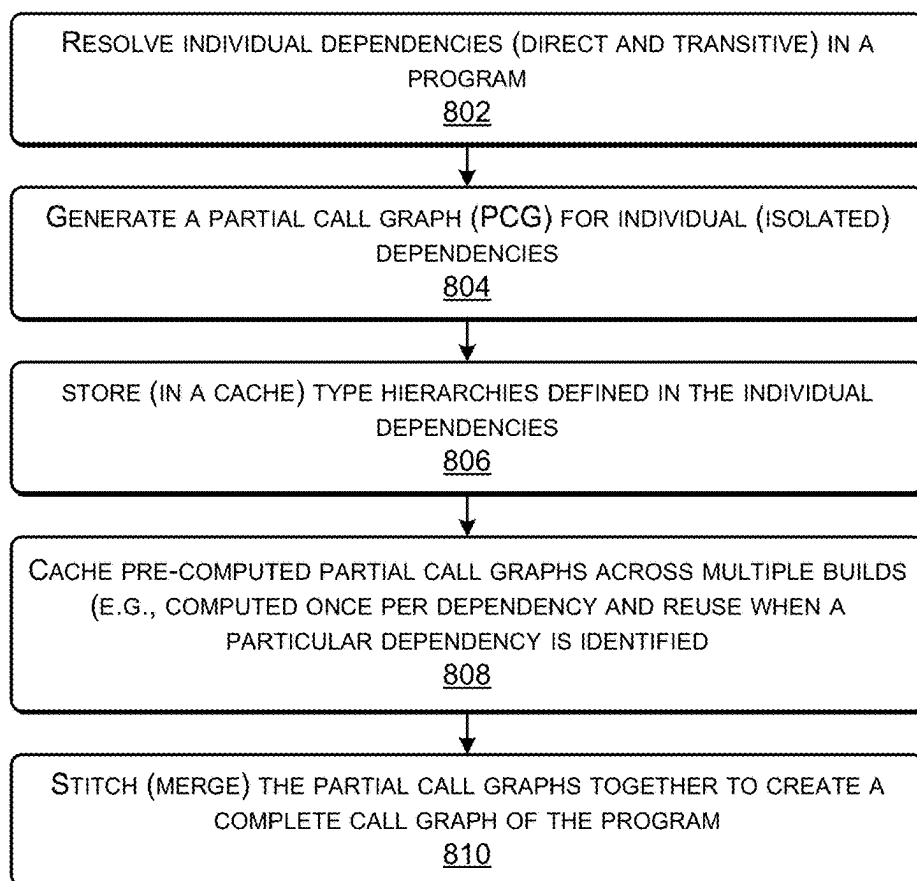 RESOLVE INDIVIDUAL DEPENDENCIES (DIRECT AND TRANSITIVE) IN A
PROGRAM
802
GENERATE A PARTIAL CALL GRAPH (PCG) FOR INDIVIDUAL (ISOLATED)
DEPENDENCIES
804
STORE (IN A CACHE) TYPE HIERARCHIES DEFINED IN THE INDIVIDUAL
DEPENDENCIES
806
CACHE PRE-COMPUTED PARTIAL CALL GRAPHS ACROSS MULTIPLE BUILDS
(E.G., COMPUTED ONCE PER DEPENDENCY AND REUSE WHEN A
PARTICULAR DEPENDENCY IS IDENTIFIED
808
STITCH (MERGE) THE PARTIAL CALL GRAPHS TOGETHER TO CREATE A
COMPLETE CALL GRAPH OF THE PROGRAM
810